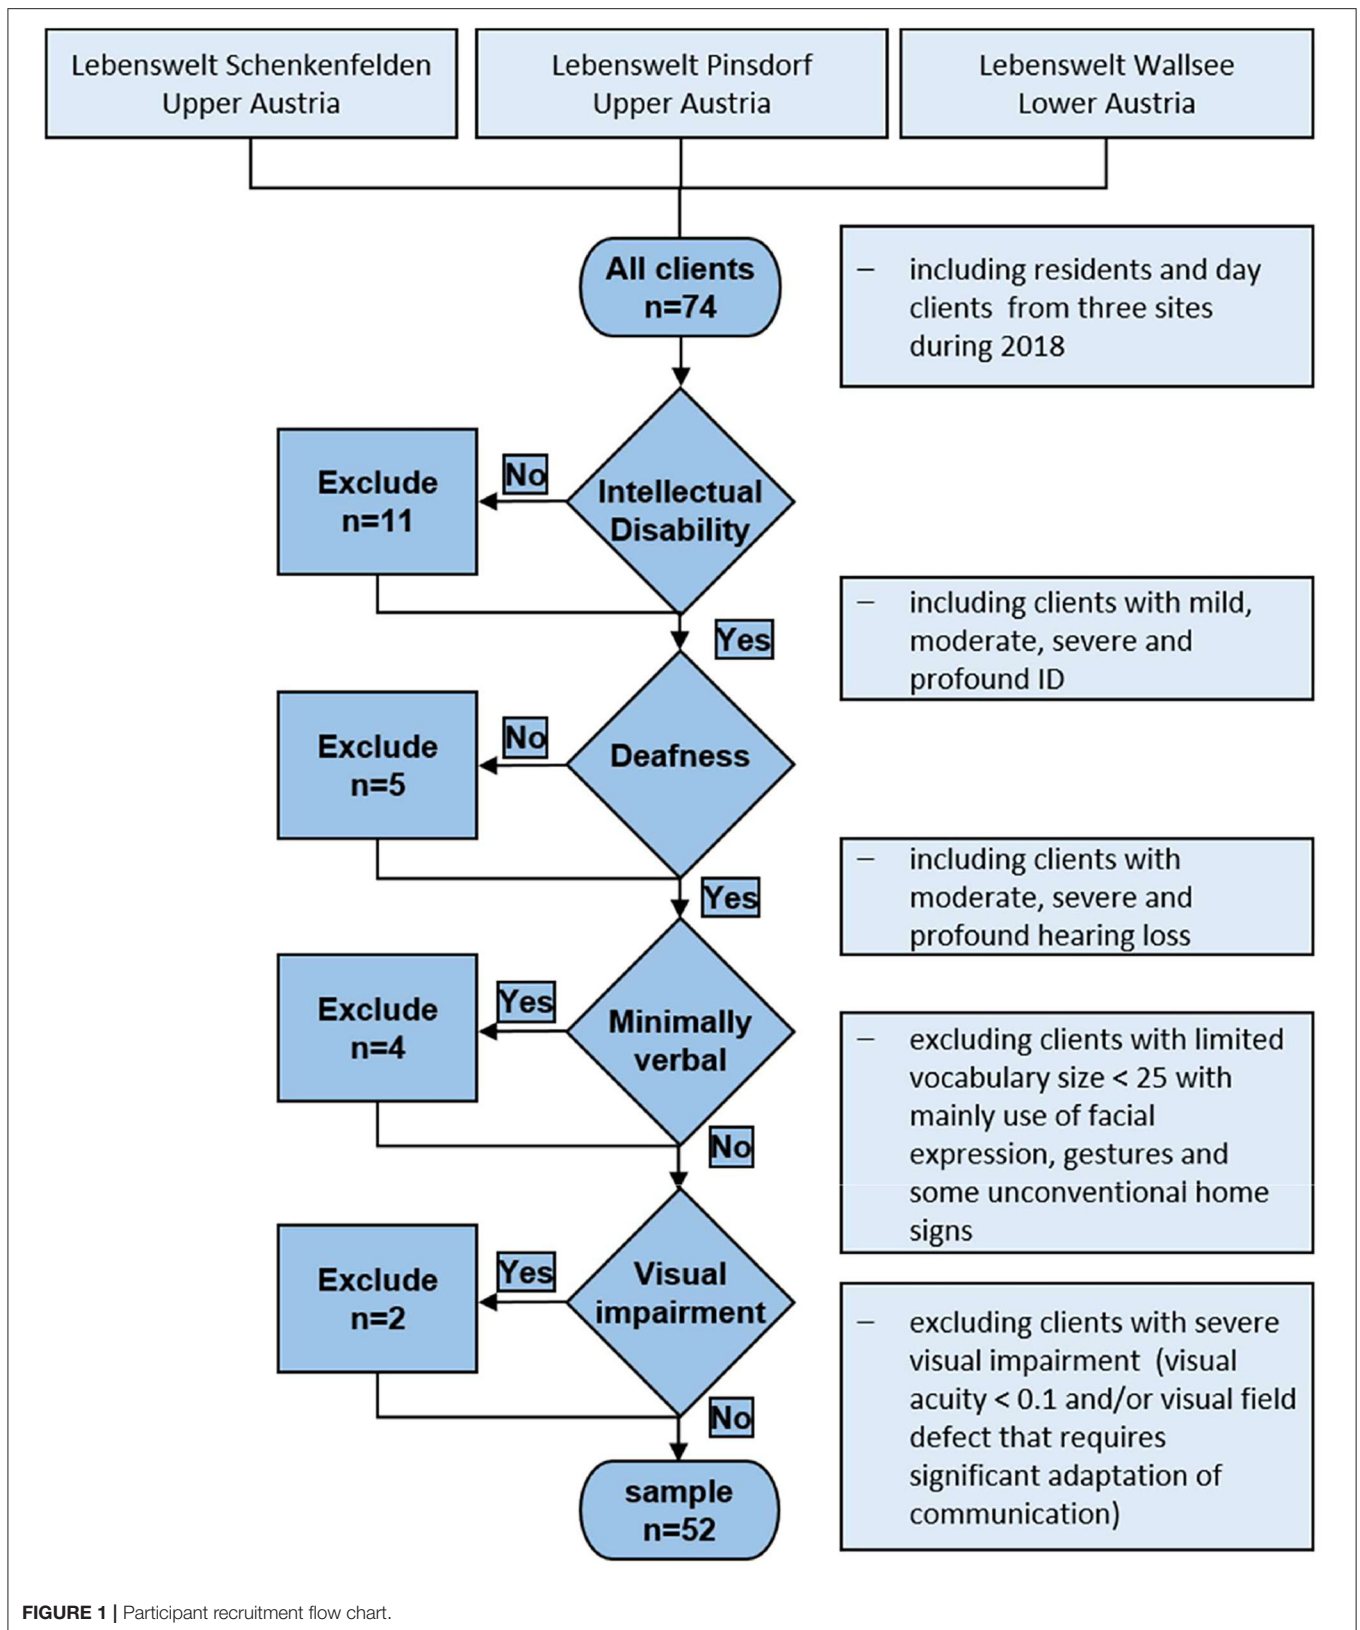 Lebenswelt Schenkenfelden
Upper Austria
Lebenswelt Pinsdorf
Upper Austria
Lebenswelt Wallsee
Lower Austria
All clients
n=74
– including residents and day
clients from three sites
during 2018
Intellectual
Disability
No
Exclude
n=11
Yes
– including clients with mild,
moderate, severe and
profound ID
Deafness
No
Exclude
n=5
Yes
– including clients with
moderate, severe and
profound hearing loss
Minimally
verbal
Yes
Exclude
n=4
No
– excluding clients with limited
vocabulary size < 25 with
mainly use of facial
expression, gestures and
some unconventional home
signs
Visual
impairment
Yes
Exclude
n=2
No
– excluding clients with severe
visual impairment (visual
acuity < 0.1 and/or visual field
defect that requires
significant adaptation of
communication)
sample
n=52
FIGURE 1 | Participant recruitment flow chart.